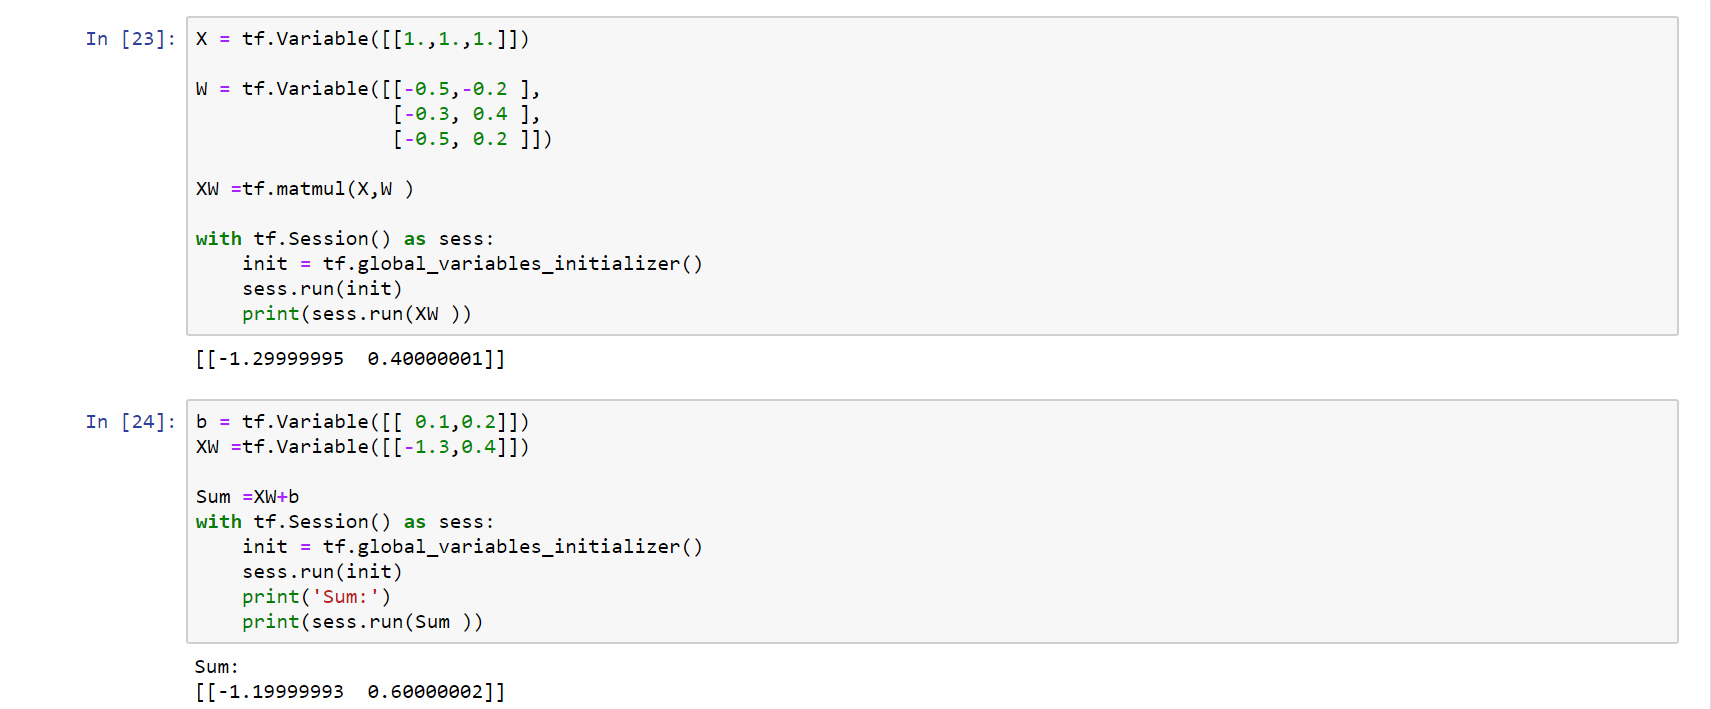 In [23]: X = tf.Variable([[1.,1.,1.]])
W = tf.Variable([[-0.5,-0.2 ],
[-0.3, 0.4 ],
[-0.5, 0.2 ]])
XW =tf.matmul(X,W )
with tf.Session() as sess:
    init = tf.global_variables_initializer()
    sess.run(init)
    print(sess.run(XW ))
[[-1.29999995  0.40000001]]
In [24]: b = tf.Variable([[ 0.1,0.2]])
XW =tf.Variable([[-1.3,0.4]])
Sum =XW+b
with tf.Session() as sess:
    init = tf.global_variables_initializer()
    sess.run(init)
    print('Sum:')
    print(sess.run(Sum ))
Sum:
[[-1.19999993  0.60000002]]